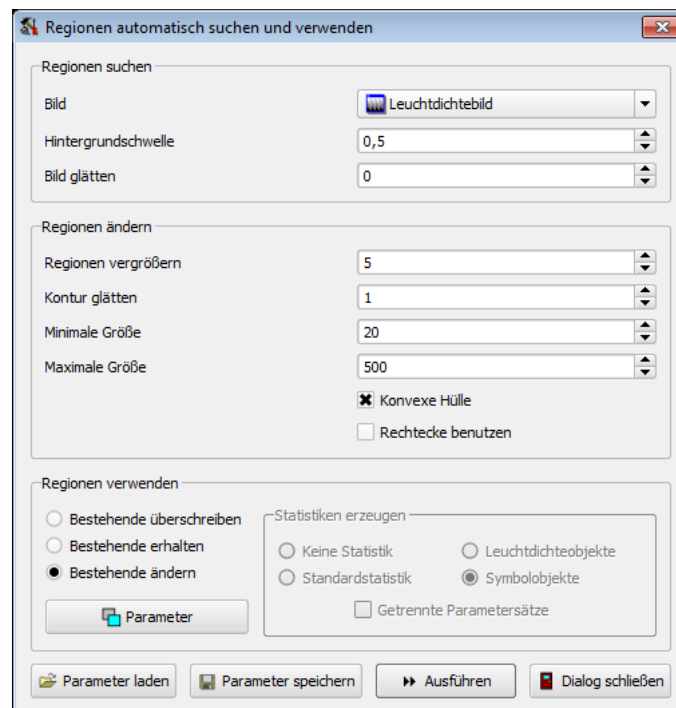 Regionen automatisch suchen und verwenden
Regionen suchen
Bild Leuchtdichtebild
Hintergrundschwelle 0,5
Bild glätten 0
Regionen ändern
Regionen vergrößern 5
Kontur glätten 1
Minimale Größe 20
Maximale Größe 500
Konvexe Hülle
Rechtecke benutzen
Regionen verwenden
Bestehende überschreiben
Bestehende erhalten
Bestehende ändern
Parameter
Statistiken erzeugen
Keine Statistik Leuchtdichteobjekte
Standardstatistik Symbolobjekte
Getrennte Parametersätze
Parameter laden Parameter speichern Ausführen Dialog schließen